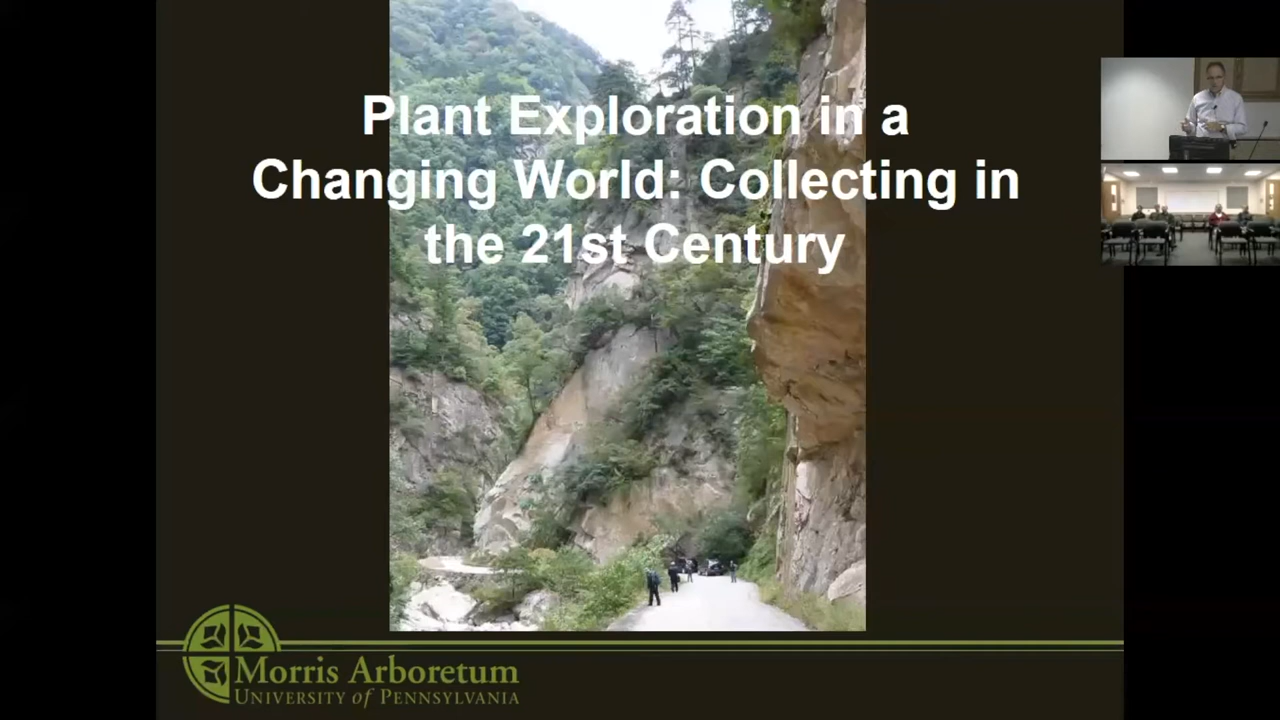 Plant Exploration in a
Changing World: Collecting in
the 21st Century
Morris Arboretum
UNIVERSITY of PENNSYLVANIA